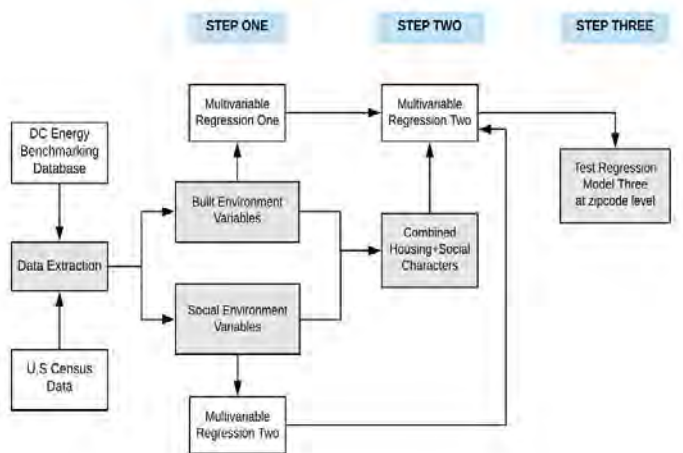 STEP ONE
STEP TWO
STEP THREE
Multivariable
Regression One
Multivariable
Regression Two
DC Energy
Benchmarking
Database
Test Regression
Model Three
at zipcode level
Built Environment
Variables
Combined
Housing+Social
Characters
Data Extraction
Social Environment
Variables
U.S Census
Data
Multivariable
Regression Two